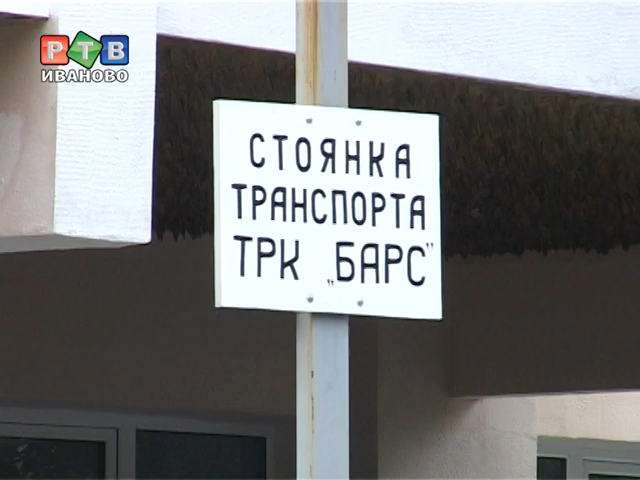 РТВ
ИВАНОВО
СТОЯНКА
ТРАНСПОРТА
ТРК „БАРС"